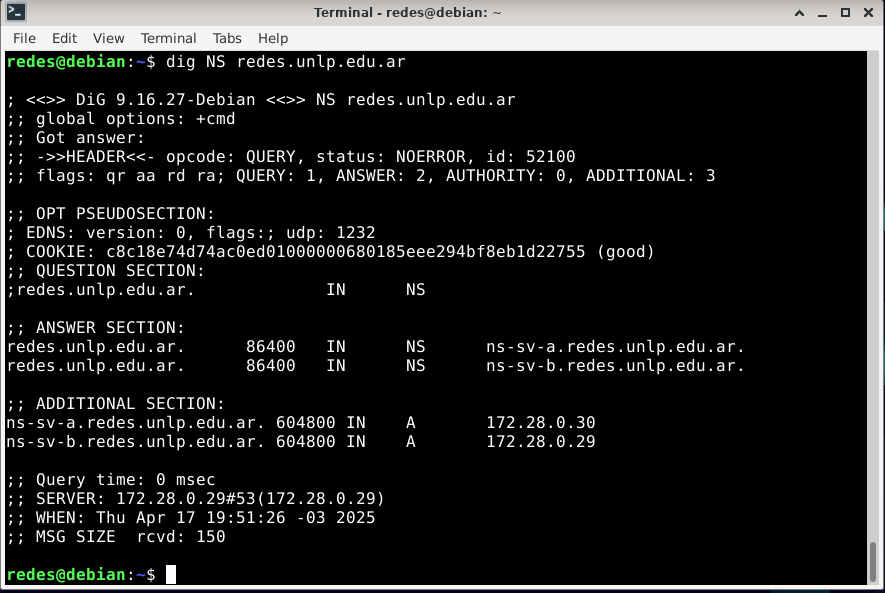 Terminal - redes@debian: ~
File Edit View Terminal Tabs Help
redes@debian:~$ dig NS redes.unlp.edu.ar
; <<>> DiG 9.16.27-Debian <<>> NS redes.unlp.edu.ar
;; global options: +cmd
;; Got answer:
;; ->>HEADER<<- opcode: QUERY, status: NOERROR, id: 52100
;; flags: qr aa rd ra; QUERY: 1, ANSWER: 2, AUTHORITY: 0, ADDITIONAL: 3
;; OPT PSEUDOSECTION:
; EDNS: version: 0, flags:; udp: 1232
; COOKIE: c8c18e74d74ac0ed01000000680185eee294bf8eb1d22755 (good)
;; QUESTION SECTION:
;redes.unlp.edu.ar. IN NS
;; ANSWER SECTION:
redes.unlp.edu.ar. 86400 IN NS ns-sv-a.redes.unlp.edu.ar.
redes.unlp.edu.ar. 86400 IN NS ns-sv-b.redes.unlp.edu.ar.
;; ADDITIONAL SECTION:
ns-sv-a.redes.unlp.edu.ar. 604800 IN A 172.28.0.30
ns-sv-b.redes.unlp.edu.ar. 604800 IN A 172.28.0.29
;; Query time: 0 msec
;; SERVER: 172.28.0.29#53(172.28.0.29)
;; WHEN: Thu Apr 17 19:51:26 -03 2025
;; MSG SIZE rcvd: 150
redes@debian:~$